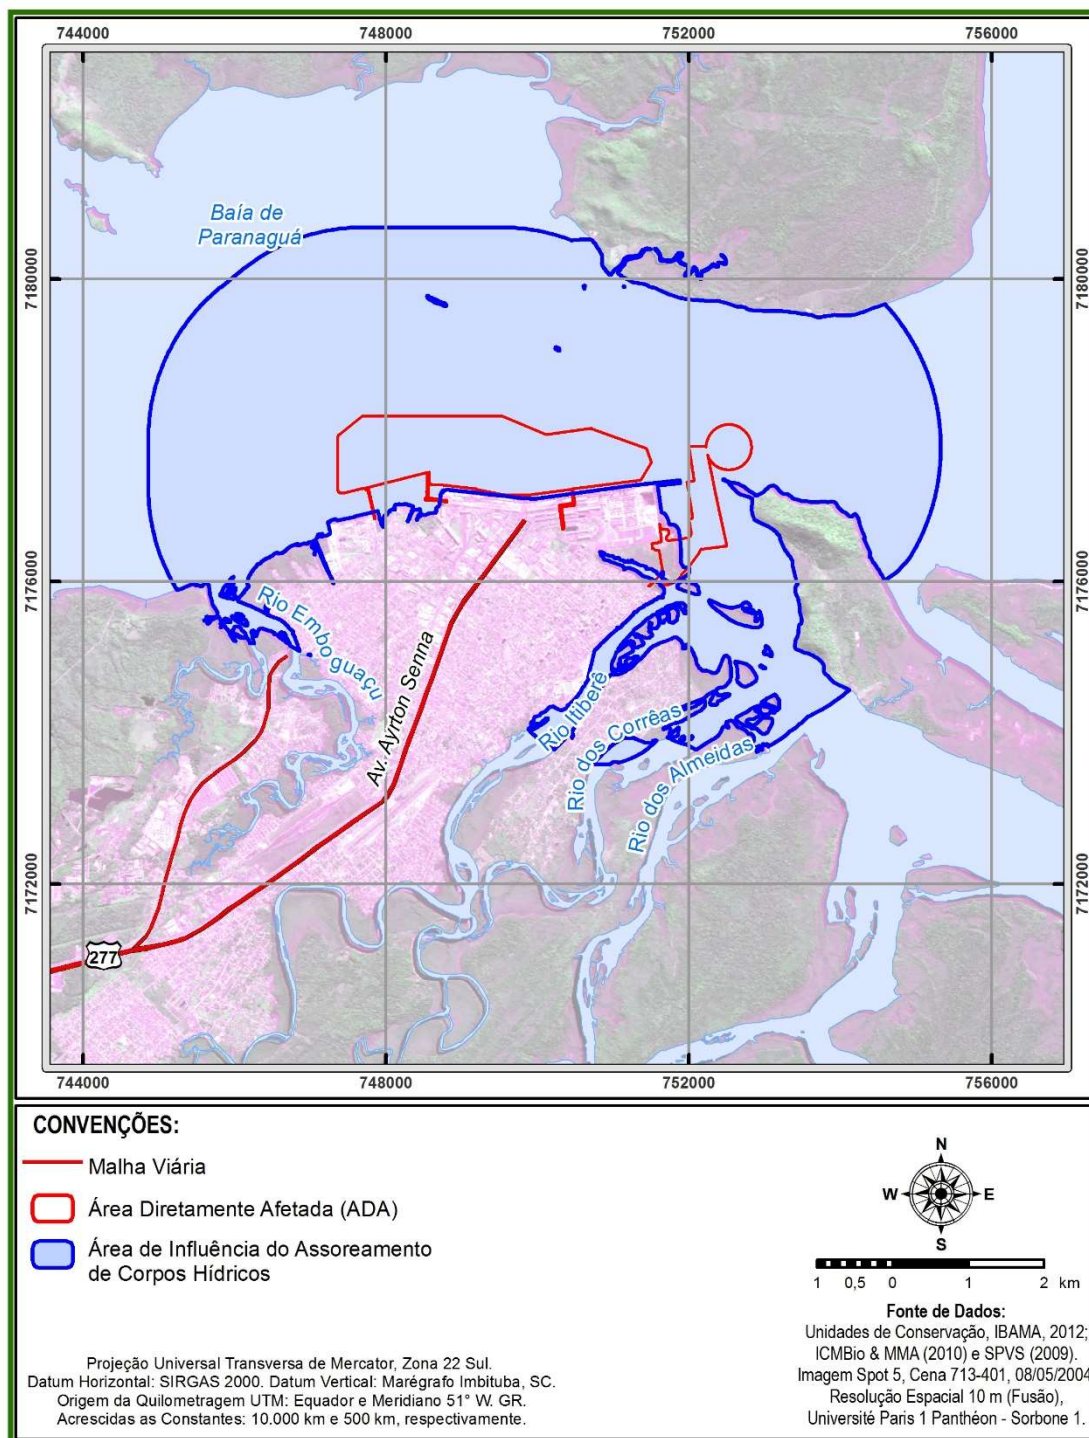 744000 748000 752000 756000
Baía de
Paranaguá
7180000 7180000
7176000 7176000
Rio Emboguaçu
Av. Ayrton Senna
Rio Itiberê
Rio dos Corrêas
Rio dos Almeidas
7172000 7172000
277
744000 748000 752000 756000
CONVENÇÕES:
Malha Viária
Área Diretamente Afetada (ADA)
Área de Influência do Assoreamento
de Corpos Hídricos
N
W E
S
1 0,5 0 1 2 km
Fonte de Dados:
Unidades de Conservação, IBAMA, 2012;
ICMBio & MMA (2010) e SPVS (2009).
Imagem Spot 5, Cena 713-401, 08/05/2004
Resolução Espacial 10 m (Fusão),
Université Paris 1 Panthéon - Sorbone 1.
Projeção Universal Transversa de Mercator, Zona 22 Sul.
Datum Horizontal: SIRGAS 2000. Datum Vertical: Marégrafo Imbituba, SC.
Origem da Quilometragem UTM: Equador e Meridiano 51° W. GR.
Acrescidas as Constantes: 10.000 km e 500 km, respectivamente.